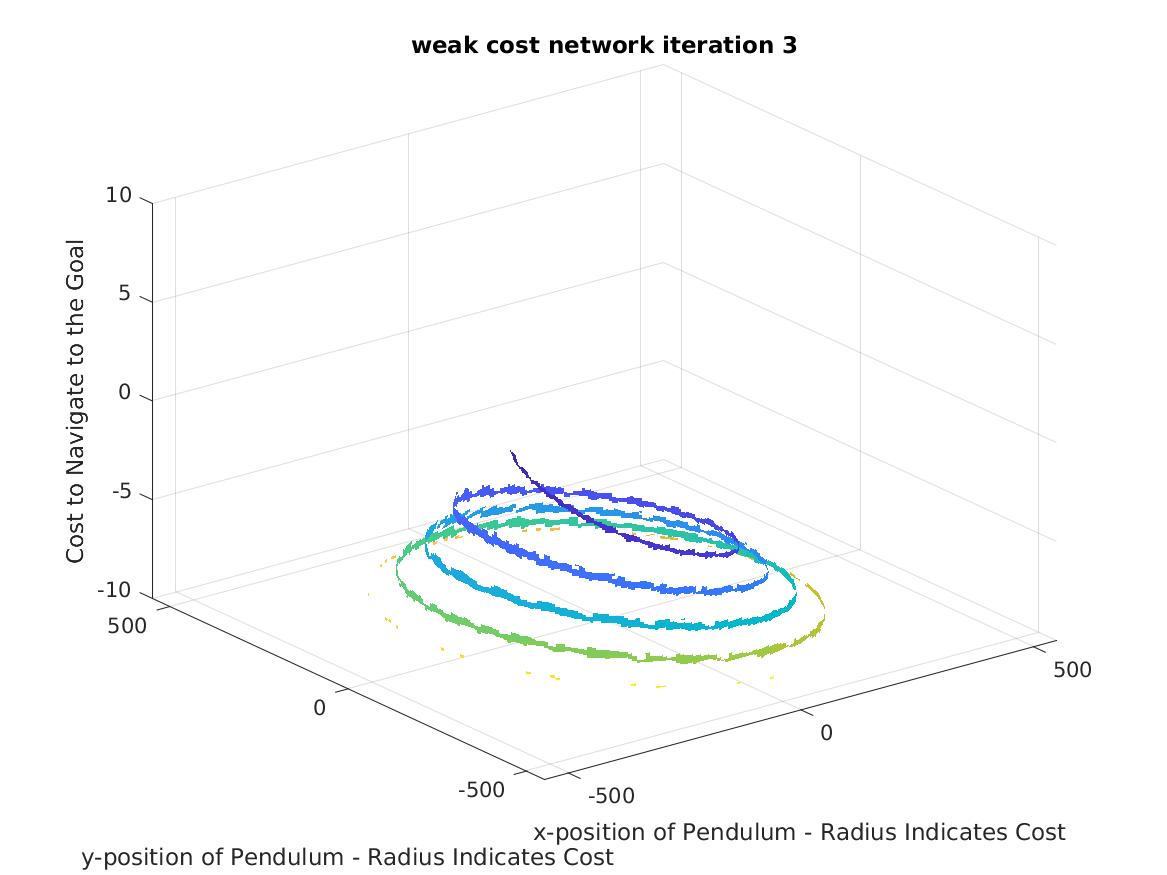 weak cost network iteration 3
10
5
0
-5
-10
Cost to Navigate to the Goal
500
0
-500
-500
0
500
x-position of Pendulum - Radius Indicates Cost
y-position of Pendulum - Radius Indicates Cost